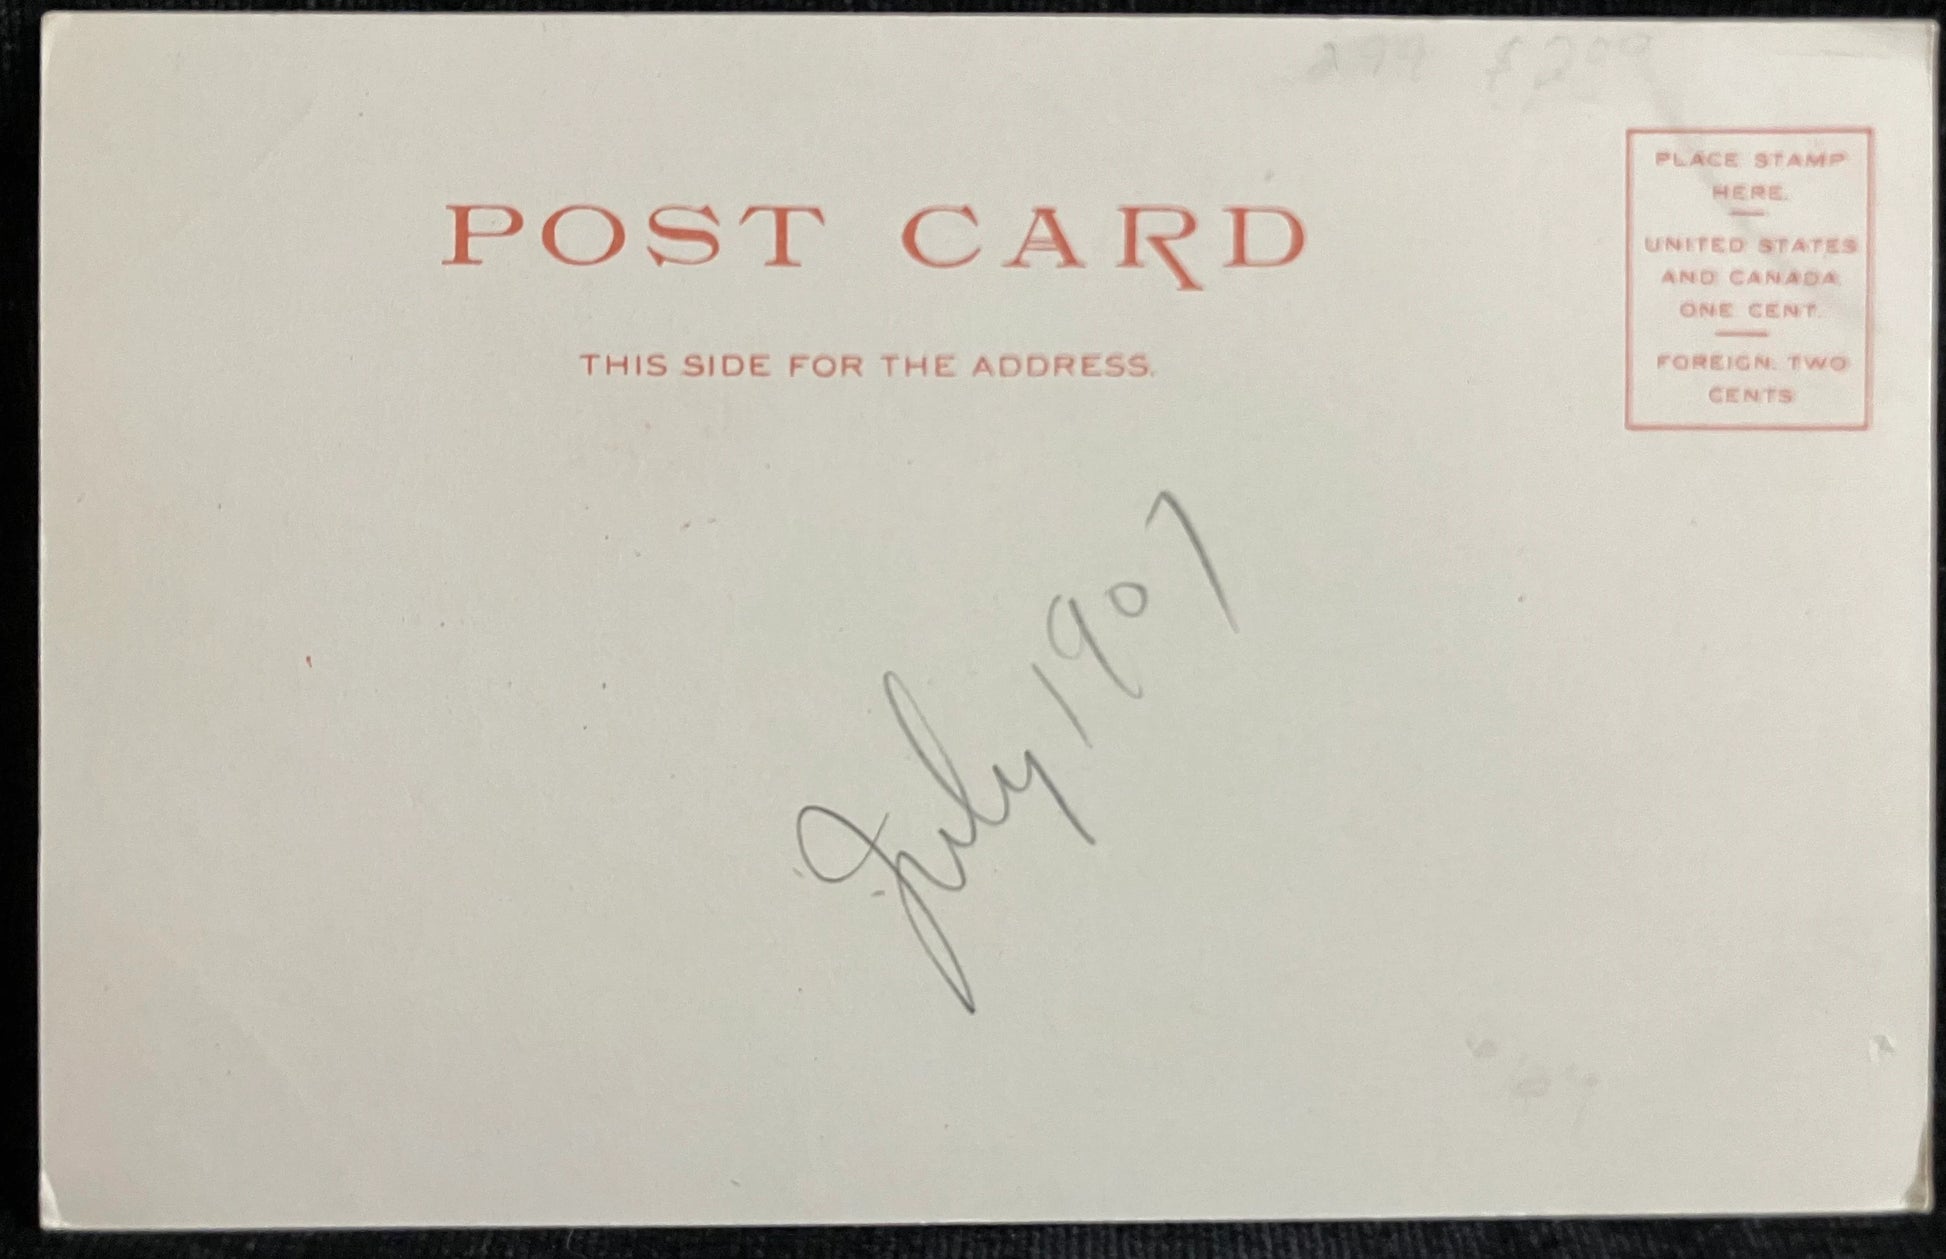 POST CARD
THIS SIDE FOR THE ADDRESS.
PLACE STAMP
HERE.
UNITED STATES
AND CANADA
ONE CENT.
FOREIGN. TWO
CENTS
July 1907